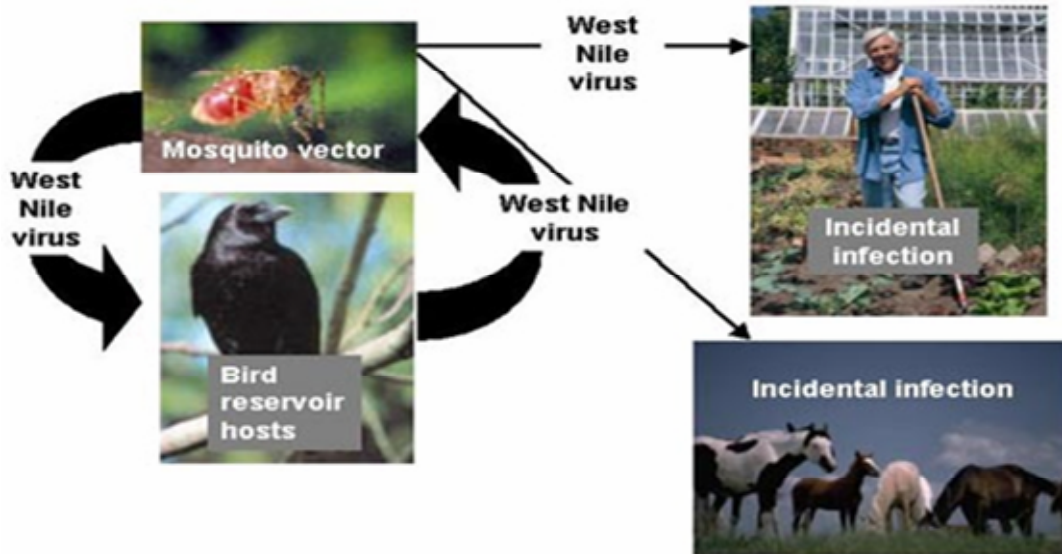 West
Nile
virus
Mosquito vector
West
Nile
virus
West Nile
virus
Incidental
infection
Bird
reservoir
hosts
Incidental infection